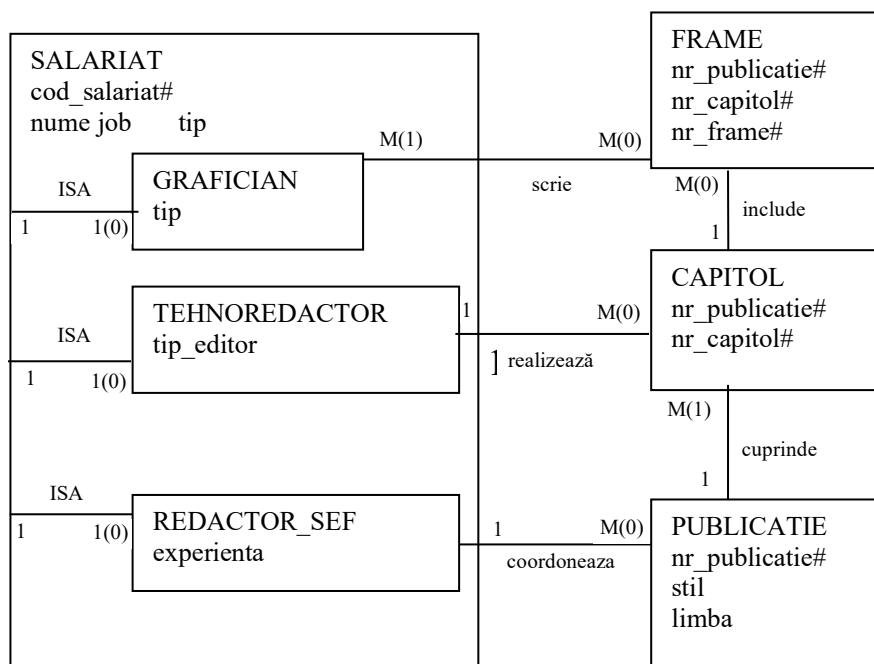 SALARIAT
cod_salariat#
nume job tip
ISA
1
1(0)
GRAFICIAN
tip
M(1)
M(0)
scrie
FRAME
nr_publicatie#
nr_capitol#
nr_frame#
M(0)
include
1
ISA
1
1(0)
TEHNOREDACTOR
tip_editor
1
M(0)
1 realizează
CAPITOL
nr_publicatie#
nr_capitol#
M(1)
cuprinde
1
ISA
1
1(0)
REDACTOR_SEF
experienta
1
M(0)
coordoneaza
PUBLICATIE
nr_publicatie#
stil
limba